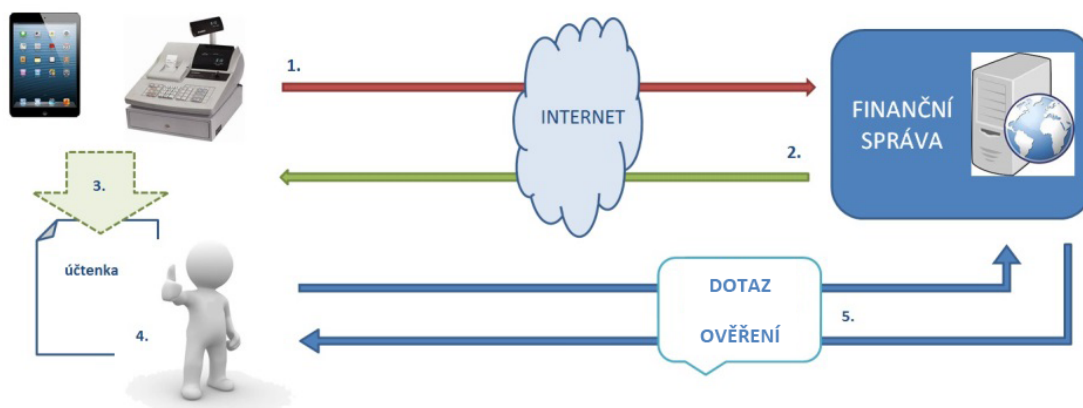 1.
INTERNET
FINANČNÍ
SPRÁVA
2.
3.
účtenka
4.
DOTAZ
5.
OVĚŘENÍ